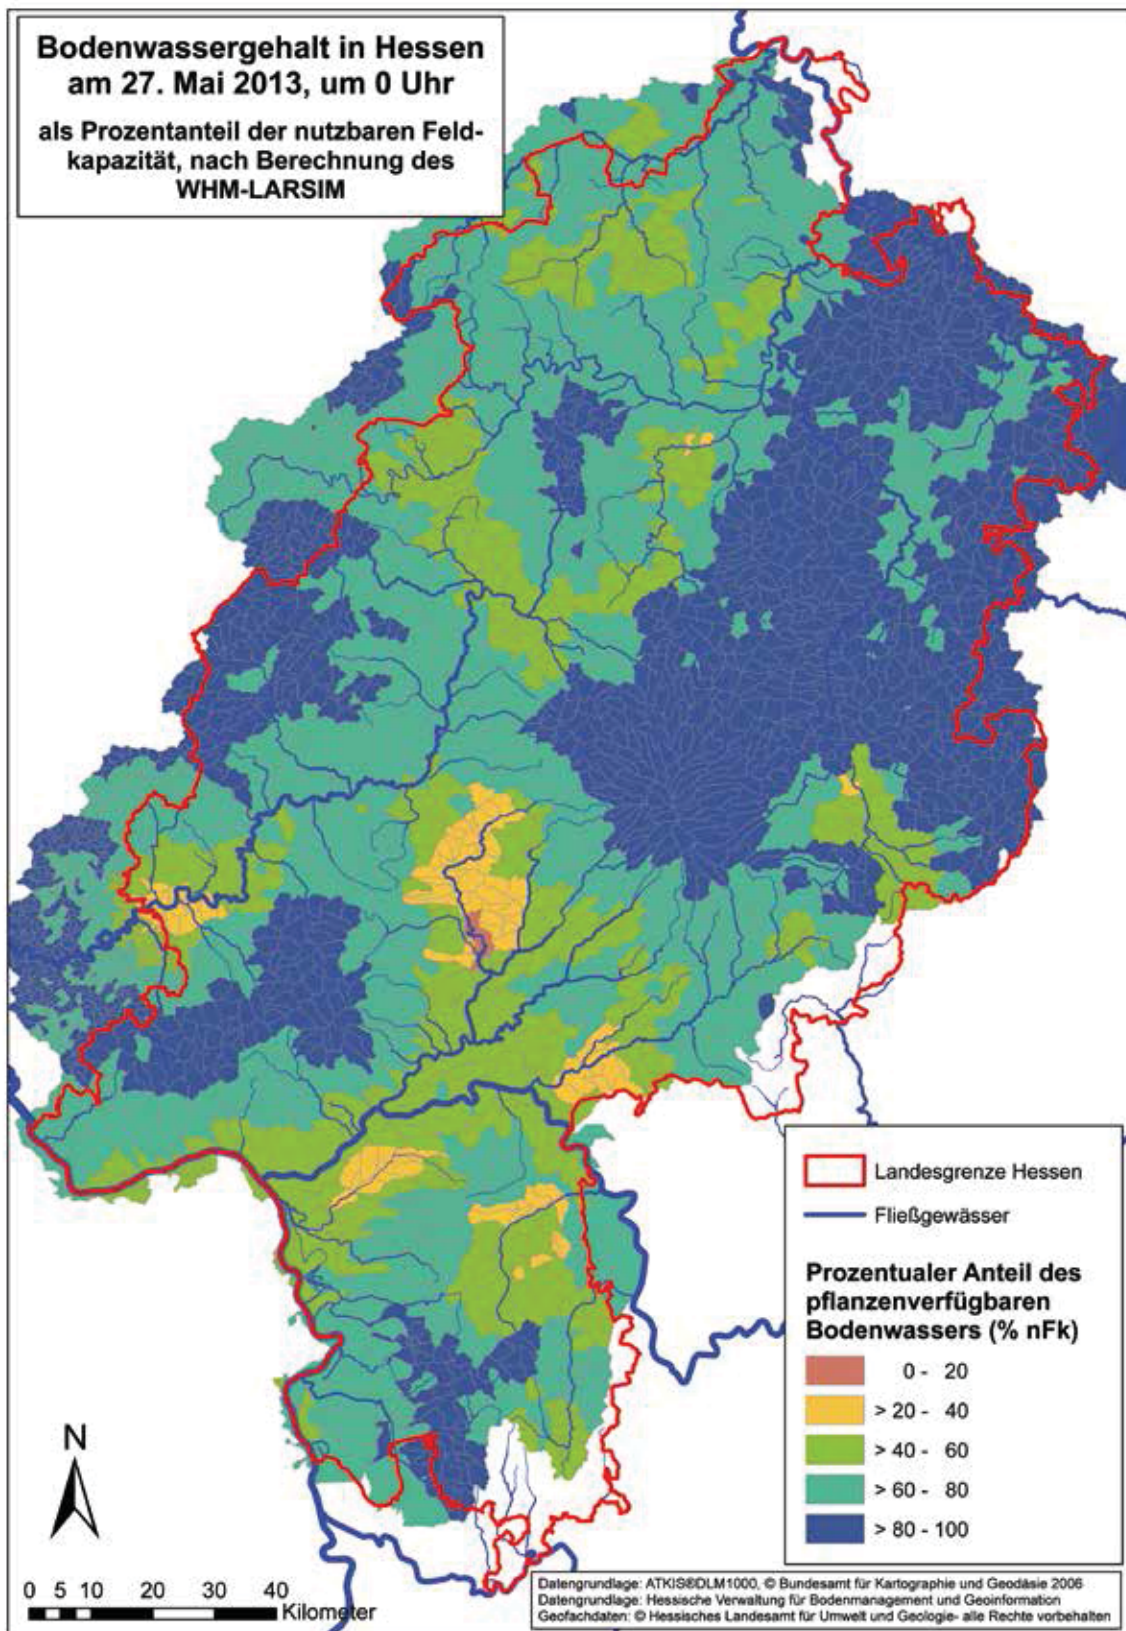 Bodenwassergehalt in Hessen
am 27. Mai 2013, um 0 Uhr
als Prozentanteil der nutzbaren Feld-
kapazität, nach Berechnung des
WHM-LARSIM
Landesgrenze Hessen
Fließgewässer
Prozentualer Anteil des
pflanzenverfügbaren
Bodenwassers (% nFk)
0 - 20
> 20 - 40
> 40 - 60
> 60 - 80
> 80 - 100
N
0 5 10 20 30 40
Kilometer
Datengrundlage: ATKIS®DLM1000, © Bundesamt für Kartographie und Geodäsie 2006
Datengrundlage: Hessische Verwaltung für Bodenmanagement und Geoinformation
Geofachdaten: © Hessisches Landesamt für Umwelt und Geologie- alle Rechte vorbehalten